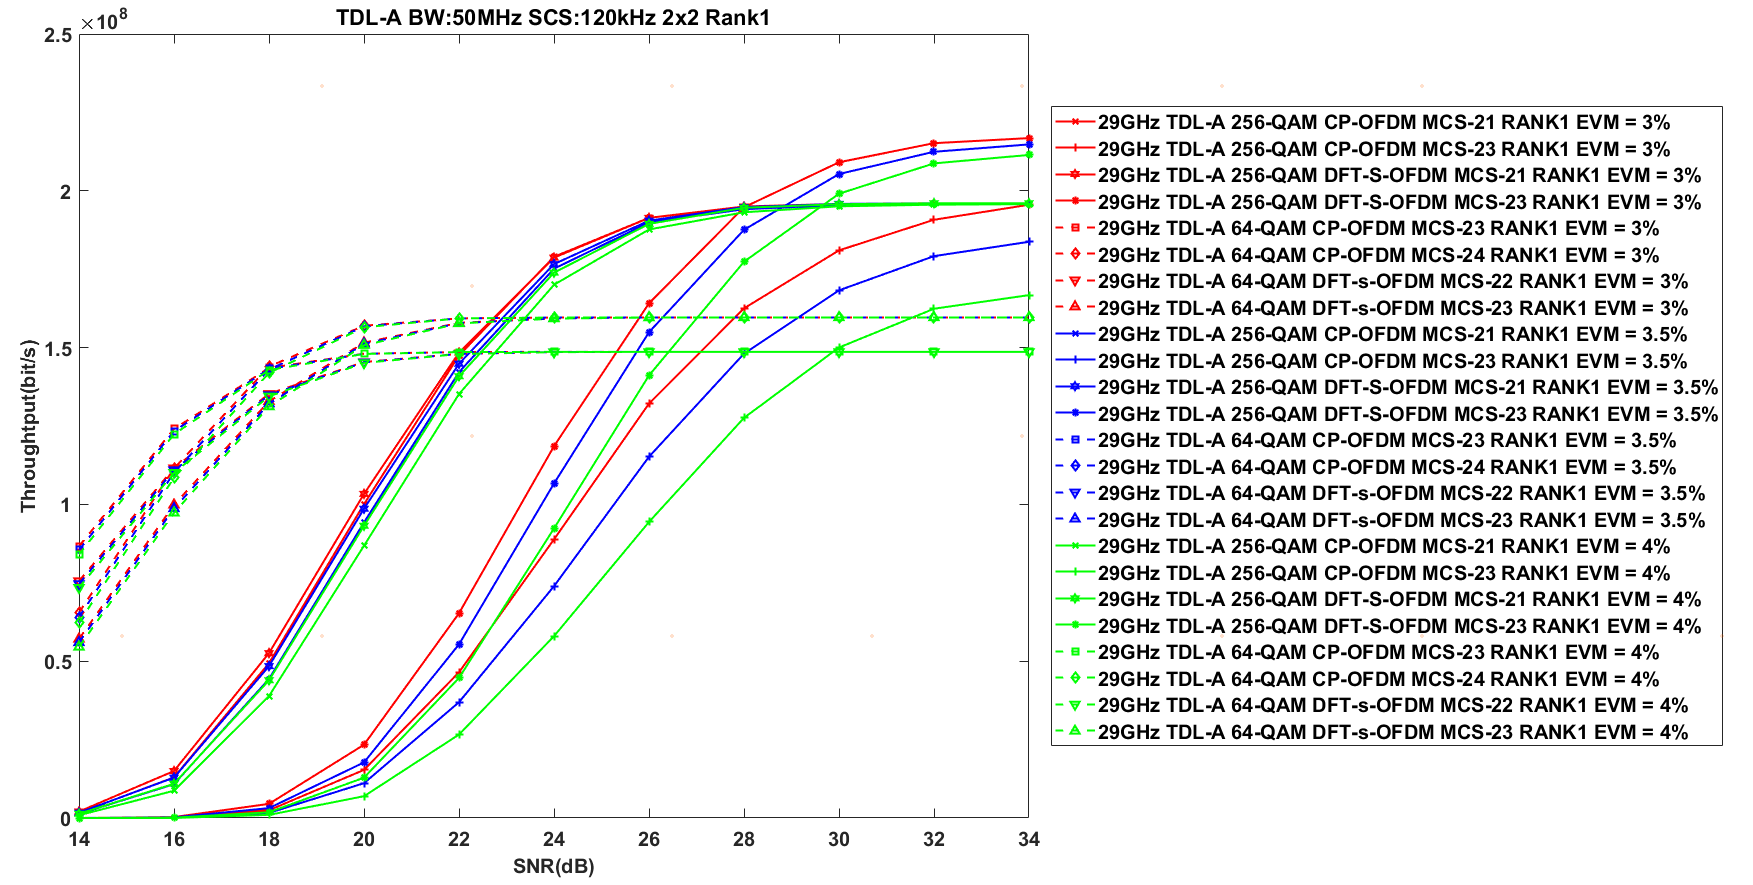 TDL-A BW:50MHz SCS:120kHz 2x2 Rank1
×10^8
2.5
2
1.5
1
0.5
0
Throughtput(bit/s)
14 16 18 20 22 24 26 28 30 32 34
SNR(dB)
29GHz TDL-A 256-QAM CP-OFDM MCS-21 RANK1 EVM = 3%
29GHz TDL-A 256-QAM CP-OFDM MCS-23 RANK1 EVM = 3%
29GHz TDL-A 256-QAM DFT-S-OFDM MCS-21 RANK1 EVM = 3%
29GHz TDL-A 256-QAM DFT-S-OFDM MCS-23 RANK1 EVM = 3%
29GHz TDL-A 64-QAM CP-OFDM MCS-23 RANK1 EVM = 3%
29GHz TDL-A 64-QAM CP-OFDM MCS-24 RANK1 EVM = 3%
29GHz TDL-A 64-QAM DFT-s-OFDM MCS-22 RANK1 EVM = 3%
29GHz TDL-A 64-QAM DFT-s-OFDM MCS-23 RANK1 EVM = 3%
29GHz TDL-A 256-QAM CP-OFDM MCS-21 RANK1 EVM = 3.5%
29GHz TDL-A 256-QAM CP-OFDM MCS-23 RANK1 EVM = 3.5%
29GHz TDL-A 256-QAM DFT-S-OFDM MCS-21 RANK1 EVM = 3.5%
29GHz TDL-A 256-QAM DFT-S-OFDM MCS-23 RANK1 EVM = 3.5%
29GHz TDL-A 64-QAM CP-OFDM MCS-23 RANK1 EVM = 3.5%
29GHz TDL-A 64-QAM CP-OFDM MCS-24 RANK1 EVM = 3.5%
29GHz TDL-A 64-QAM DFT-s-OFDM MCS-22 RANK1 EVM = 3.5%
29GHz TDL-A 64-QAM DFT-s-OFDM MCS-23 RANK1 EVM = 3.5%
29GHz TDL-A 256-QAM CP-OFDM MCS-21 RANK1 EVM = 4%
29GHz TDL-A 256-QAM CP-OFDM MCS-23 RANK1 EVM = 4%
29GHz TDL-A 256-QAM DFT-S-OFDM MCS-21 RANK1 EVM = 4%
29GHz TDL-A 256-QAM DFT-S-OFDM MCS-23 RANK1 EVM = 4%
29GHz TDL-A 64-QAM CP-OFDM MCS-23 RANK1 EVM = 4%
29GHz TDL-A 64-QAM CP-OFDM MCS-24 RANK1 EVM = 4%
29GHz TDL-A 64-QAM DFT-s-OFDM MCS-22 RANK1 EVM = 4%
29GHz TDL-A 64-QAM DFT-s-OFDM MCS-23 RANK1 EVM = 4%